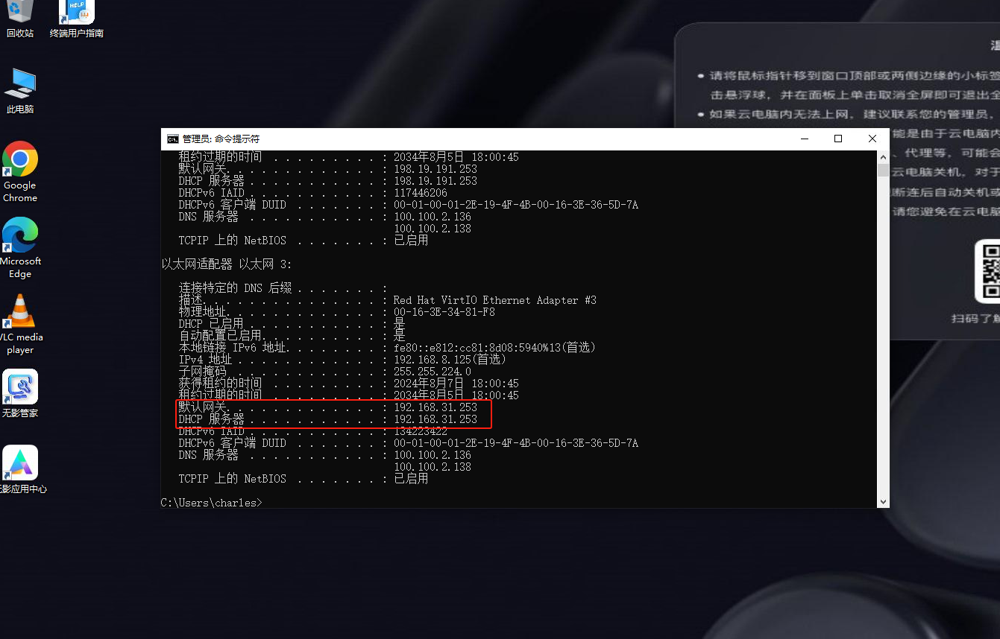 回收站
HELP
终端用户指南
此电脑
Google
Chrome
Microsoft
Edge
VLC media
player
无影管家
无影应用中心
温
请将鼠标指针移到窗口顶部或两侧边缘的小标签
击悬浮球，并在面板上单击取消全屏即可退出全
如果云电脑内无法上网，建议联系您的管理员，
能是由于云电脑内
、代理等，可能会
云电脑关机，对于
断连后自动关机或
请您避免在云电脑
扫码了解
管理员: 命令提示符
租约过期的时间 . . . . . . . . . : 2034年8月5日 18:00:45
默认网关. . . . . . . . . . . . . : 198.19.191.253
DHCP 服务器 . . . . . . . . . . . : 198.19.191.253
DHCPv6 IAID . . . . . . . . . . . : 117446206
DHCPv6 客户端 DUID . . . . . . . : 00-01-00-01-2E-19-4F-4B-00-16-3E-36-5D-7A
DNS 服务器 . . . . . . . . . . . : 100.100.2.136
100.100.2.138
TCPIP 上的 NetBIOS . . . . . . . : 已启用
以太网适配器 以太网 3:
连接特定的 DNS 后缀 . . . . . . . :
描述. . . . . . . . . . . . . . . : Red Hat VirtIO Ethernet Adapter #3
物理地址. . . . . . . . . . . . . : 00-16-3E-34-81-F8
DHCP 已启用 . . . . . . . . . . . : 是
自动配置已启用. . . . . . . . . . : 是
本地链接 IPv6 地址. . . . . . . . : fe80::e812:cc81:8d08:5940%13(首选)
IPv4 地址 . . . . . . . . . . . . : 192.168.8.125(首选)
子网掩码 . . . . . . . . . . . . : 255.255.224.0
获得租约的时间 . . . . . . . . . : 2024年8月7日 18:00:45
租约过期的时间 . . . . . . . . . : 2034年8月5日 18:00:45
默认网关. . . . . . . . . . . . . : 192.168.31.253
DHCP 服务器 . . . . . . . . . . . : 192.168.31.253
DHCPv6 IAID . . . . . . . . . . . : 134223422
DHCPv6 客户端 DUID . . . . . . . : 00-01-00-01-2E-19-4F-4B-00-16-3E-36-5D-7A
DNS 服务器 . . . . . . . . . . . : 100.100.2.136
100.100.2.138
TCPIP 上的 NetBIOS . . . . . . . : 已启用
C:\Users\charles>